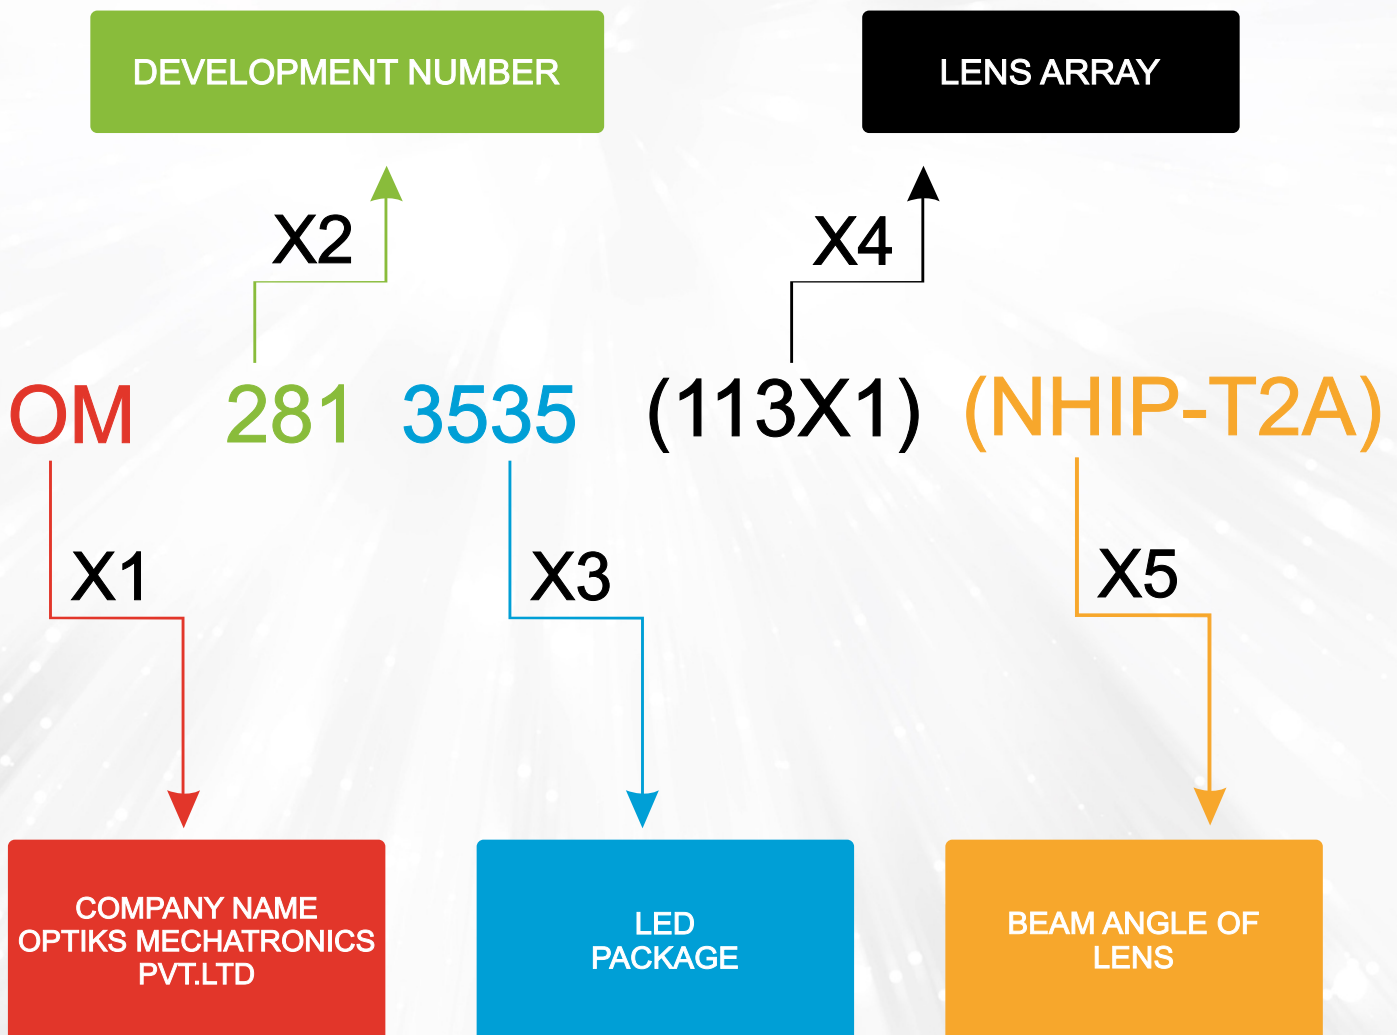 DEVELOPMENT NUMBER
LENS ARRAY
X2
X4
OM 281 3535 (113X1) (NHIP-T2A)
X1
X3
X5
COMPANY NAME
OPTIKS MECHATRONICS
PVT.LTD
LED
PACKAGE
BEAM ANGLE OF
LENS